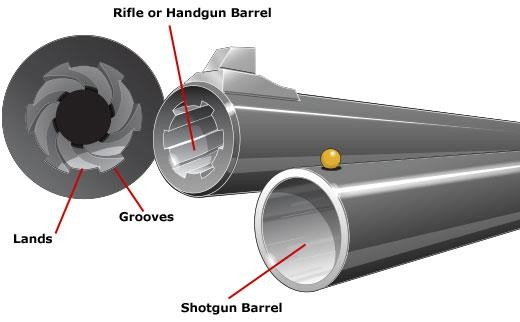 Rifle or Handgun Barrel
Grooves
Lands
Shotgun Barrel